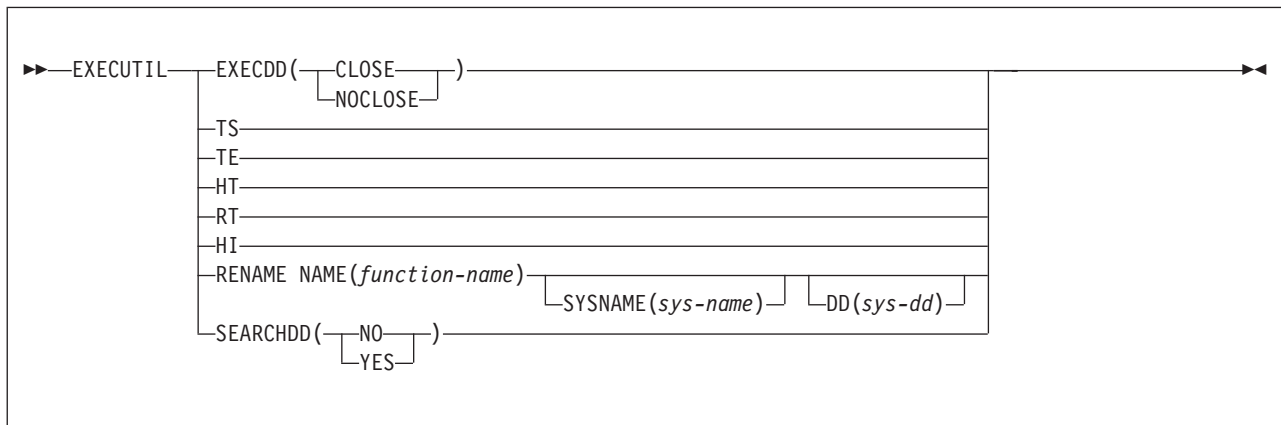 EXECUTIL EXECDD( CLOSE )
NOCLOSE
TS
TE
HT
RT
HI
RENAME NAME(function-name)
SYSNAME(sys-name) DD(sys-dd)
SEARCHDD( NO )
YES